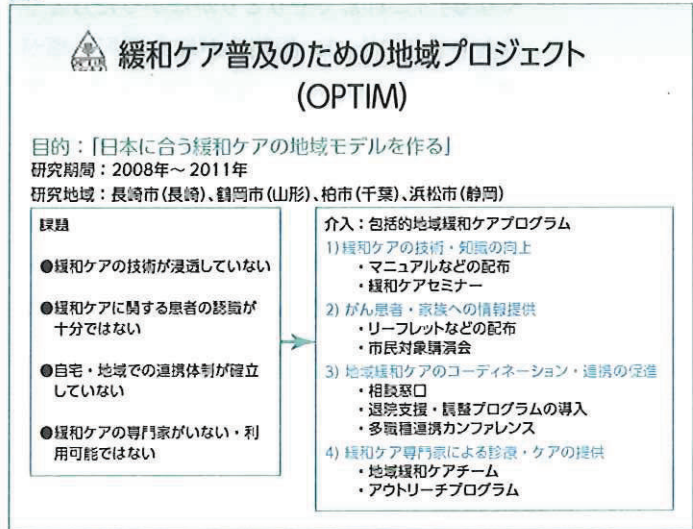 緩和ケア普及のための地域プロジェクト
(OPTIM)
目的：「日本に合う緩和ケアの地域モデルを作る」
研究期間：2008年～2011年
研究地域：長崎市(長崎)、鶴岡市(山形)、柏市(千葉)、浜松市(静岡)
課題
●緩和ケアの技術が浸透していない
●緩和ケアに関する患者の認識が
十分ではない
●自宅・地域での連携体制が確立
していない
●緩和ケアの専門家がいない・利
用可能ではない
介入：包括的地域緩和ケアプログラム
1)緩和ケアの技術・知識の向上
・マニュアルなどの配布
・緩和ケアセミナー
2)がん患者・家族への情報提供
・リーフレットなどの配布
・市民対象講演会
3)地域緩和ケアのコーディネーション・連携の促進
・相談窓口
・退院支援・調整プログラムの導入
・多職種連携カンファレンス
4)緩和ケア専門家による診療・ケアの提供
・地域緩和ケアチーム
・アウトリーチプログラム